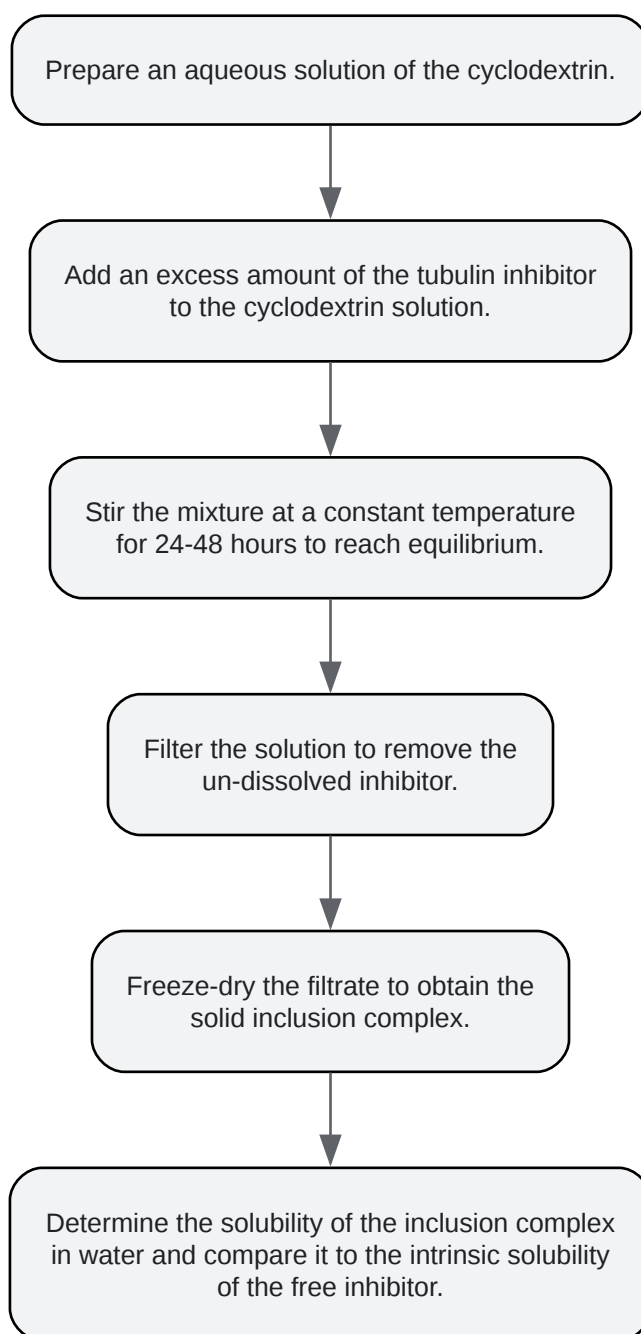 Prepare an aqueous solution of the cyclodextrin.
Add an excess amount of the tubulin inhibitor
to the cyclodextrin solution.
Stir the mixture at a constant temperature
for 24-48 hours to reach equilibrium.
Filter the solution to remove the
un-dissolved inhibitor.
Freeze-dry the filtrate to obtain the
solid inclusion complex.
Determine the solubility of the inclusion complex
in water and compare it to the intrinsic solubility
of the free inhibitor.